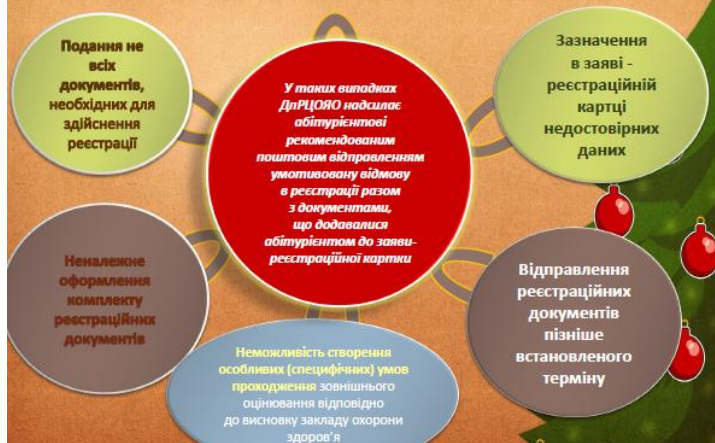 Подання не
всіх
документів,
необхідних для
здійснення
реєстрації
У таких випадках
ДпРЦОЯО надсилає
абітурієнтові
рекомендованим
поштовим відправленням
умотивовану відмову
в реєстрації разом
з документами,
що додавалися
абітурієнтом до заяви-
реєстраційної картки
Зазначення
в заяві -
реєстраційній
картці
недостовірних
даних
Неналежне
оформлення
комплекту
реєстраційних
документів
Неможливість створення
особливих (специфічних) умов
проходження зовнішнього
оцінювання відповідно
до висновку закладу охорони
здоров'я
Відправлення
реєстраційних
документів
пізніше
встановленого
терміну